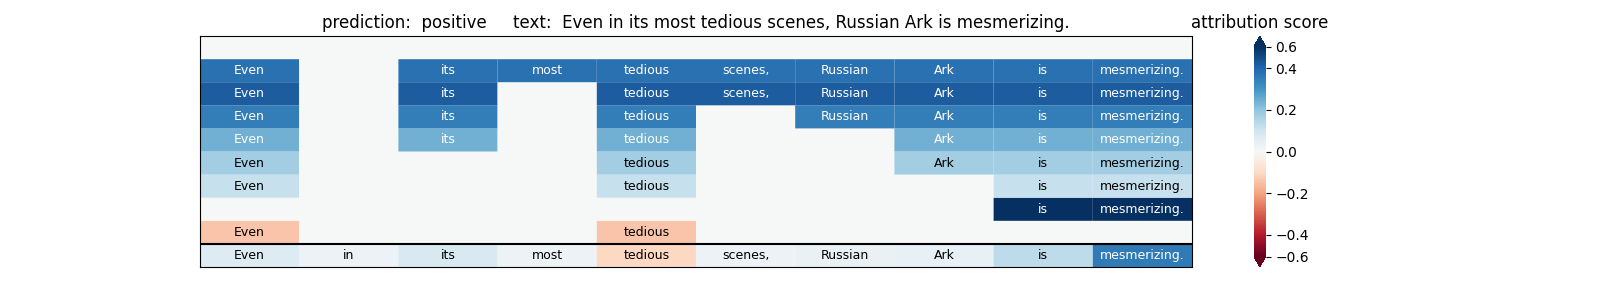 prediction: positive text: Even in its most tedious scenes, Russian Ark is mesmerizing. attribution score
Even its most tedious scenes, Russian Ark is mesmerizing.
Even its tedious scenes, Russian Ark is mesmerizing.
Even its tedious Russian Ark is mesmerizing.
Even its tedious Ark is mesmerizing.
Even tedious Ark is mesmerizing.
Even tedious is mesmerizing.
is mesmerizing.
Even tedious
Even in its most tedious scenes, Russian Ark is mesmerizing.
0.6
0.4
0.2
0.0
−0.2
−0.4
−0.6